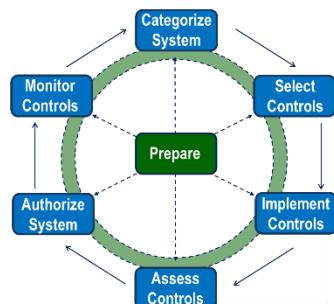 Categorize
System
Monitor
Controls
Select
Controls
Prepare
Authorize
System
Implement
Controls
Assess
Controls